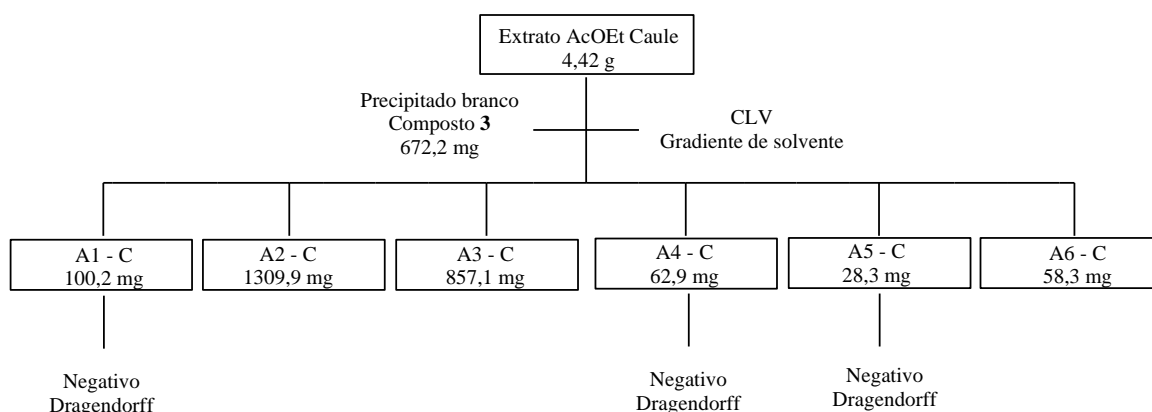 Extrato AcOEt Caule
4,42 g
Precipitado branco
Composto 3
672,2 mg
CLV
Gradiente de solvente
A1 - C
100,2 mg
A2 - C
1309,9 mg
A3 - C
857,1 mg
A4 - C
62,9 mg
A5 - C
28,3 mg
A6 - C
58,3 mg
Negativo
Dragendorff
Negativo
Dragendorff
Negativo
Dragendorff